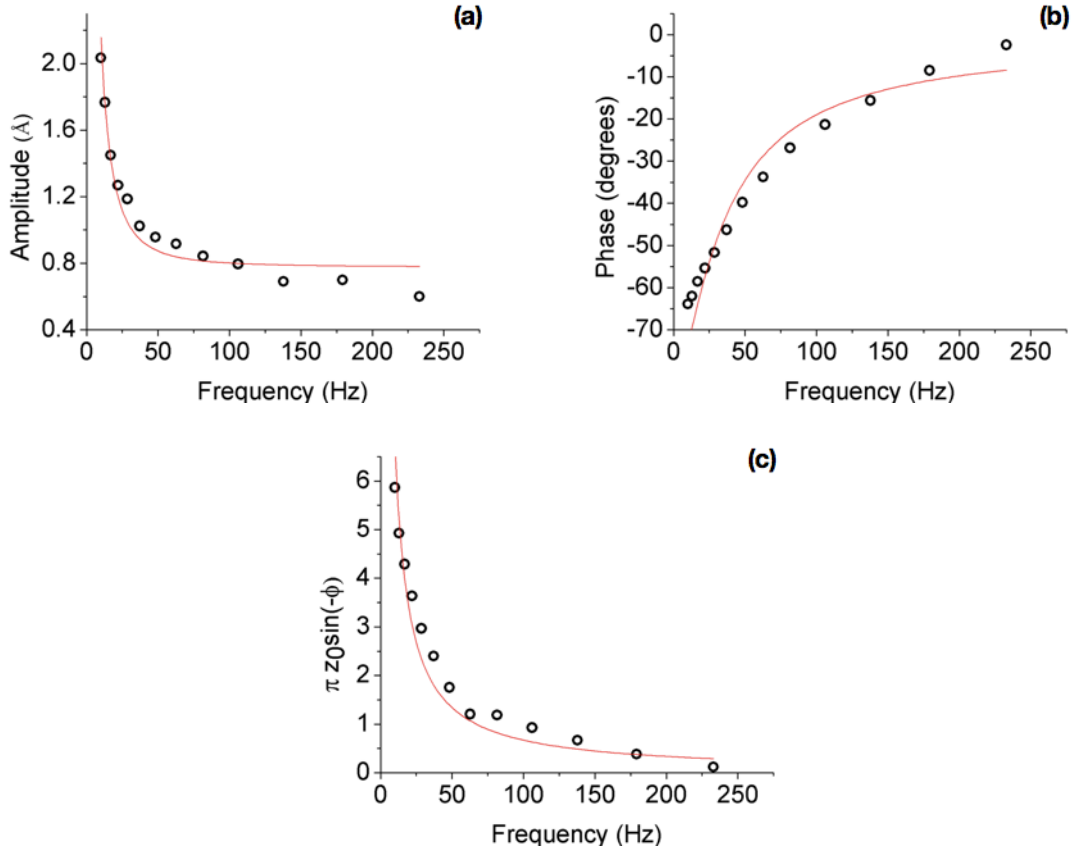 (a)
Amplitude (Å)
2.0
1.6
1.2
0.8
0.4
0 50 100 150 200 250
Frequency (Hz)
(b)
Phase (degrees)
0
-10
-20
-30
-40
-50
-60
-70
0 50 100 150 200 250
Frequency (Hz)
(c)
π z0sin(-ϕ)
6
5
4
3
2
1
0
0 50 100 150 200 250
Frequency (Hz)